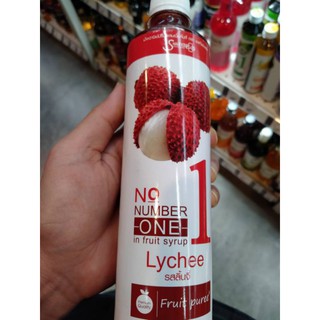 No
NUMBER
ONE
1
in fruit syrup
Lychee
รสลิ้นจี่
Fruit puree